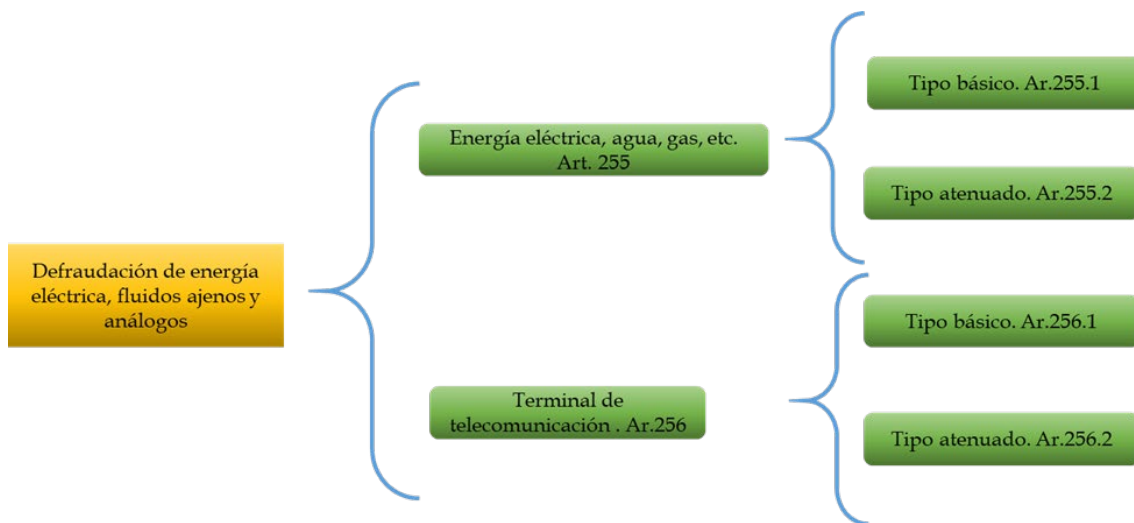 Defraudación de energía
eléctrica, fluidos ajenos y
análogos
Energía eléctrica, agua, gas, etc.
Art. 255
Tipo básico. Ar.255.1
Tipo atenuado. Ar.255.2
Terminal de
telecomunicación . Ar.256
Tipo básico. Ar.256.1
Tipo atenuado. Ar.256.2